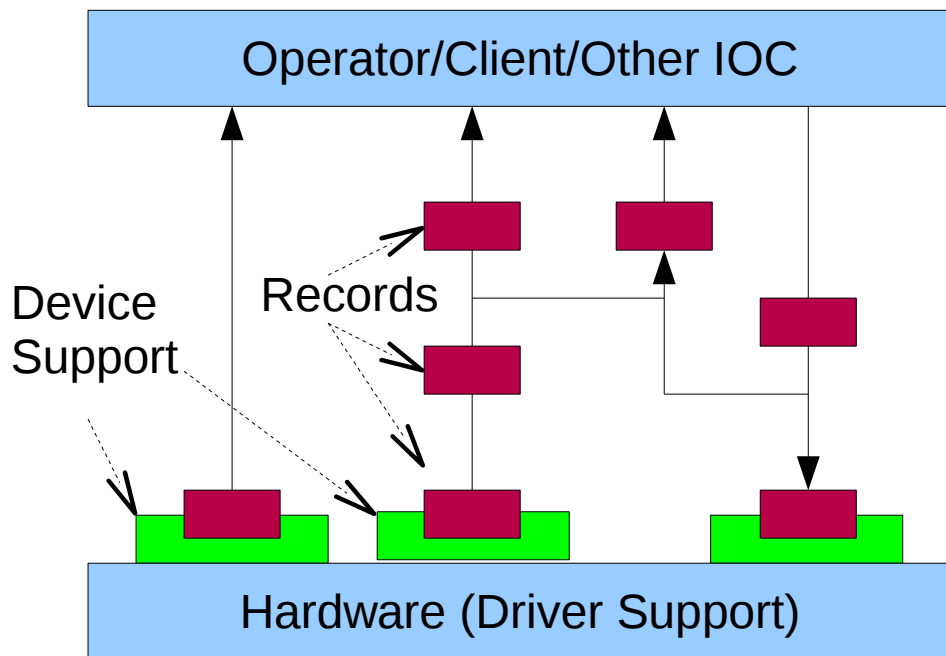 Operator/Client/Other IOC
Records
Device
Support
Hardware (Driver Support)